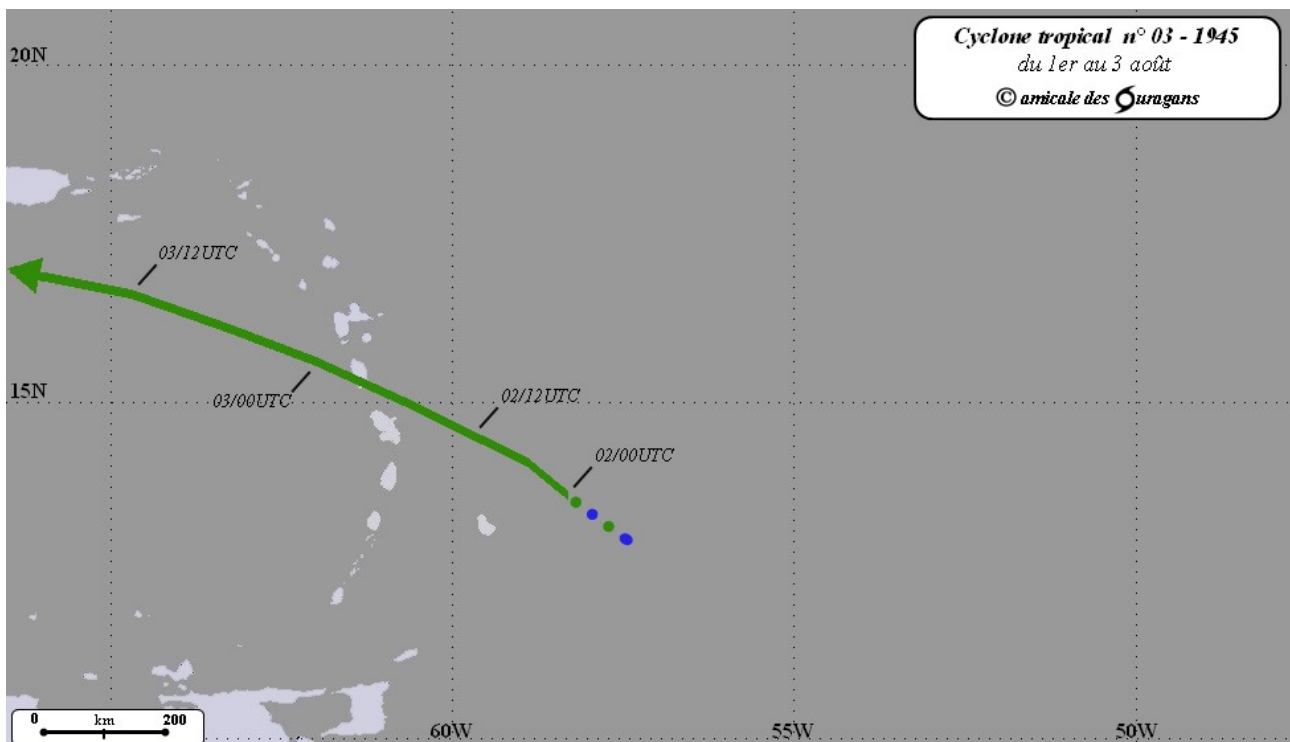 Cyclone tropical n° 03 - 1945
du 1er au 3 août
© amicale des Ouragans
20N
03/12UTC
15N
03/00UTC
02/12UTC
02/00UTC
0 km 200
60W
55W
50W